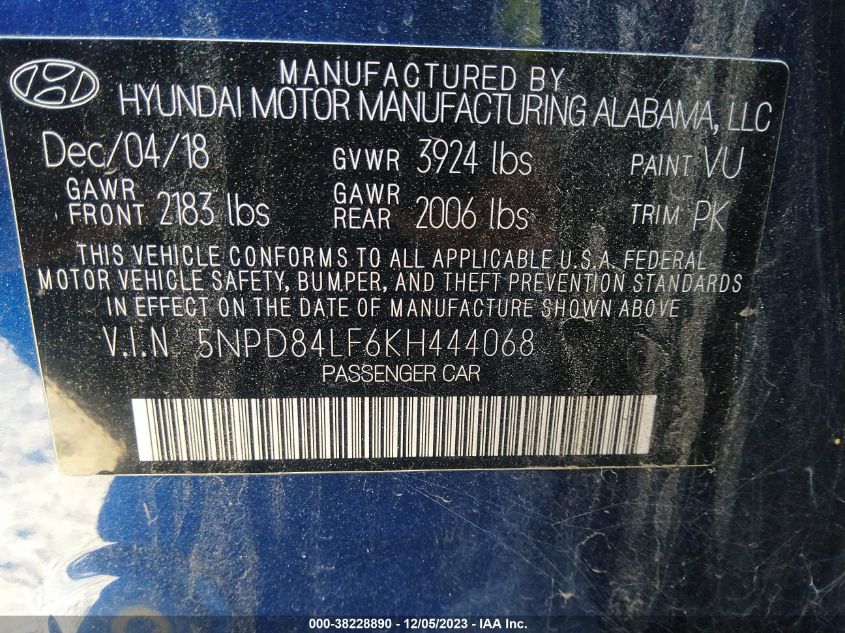 MANUFACTURED BY
HYUNDAI MOTOR MANUFACTURING ALABAMA, LLC
Dec/04/18 GVWR 3924 lbs PAINT VU
GAWR FRONT 2183 lbs GAWR REAR 2006 lbs TRIM PK
THIS VEHICLE CONFORMS TO ALL APPLICABLE U.S.A. FEDERAL
MOTOR VEHICLE SAFETY, BUMPER, AND THEFT PREVENTION STANDARDS
IN EFFECT ON THE DATE OF MANUFACTURE SHOWN ABOVE
V.I.N 5NPD84LF6KH444068
PASSENGER CAR
000-38228890 - 12/05/2023 - IAA Inc.